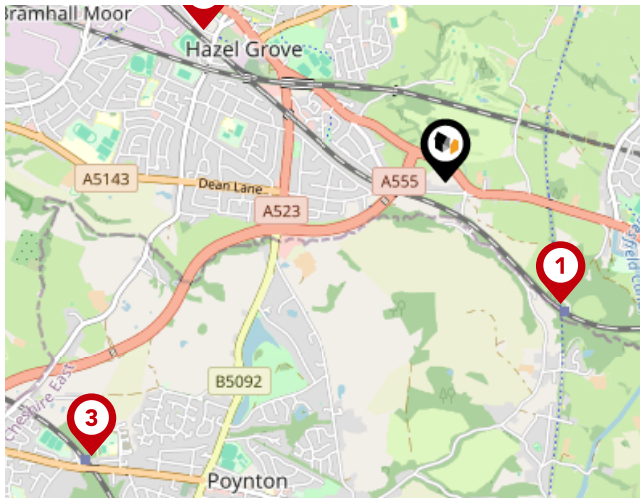 Bramhall Moor
Hazel Grove
A5143
Dean Lane
A555
A523
1
B5092
Cheshire East
3
Poynton